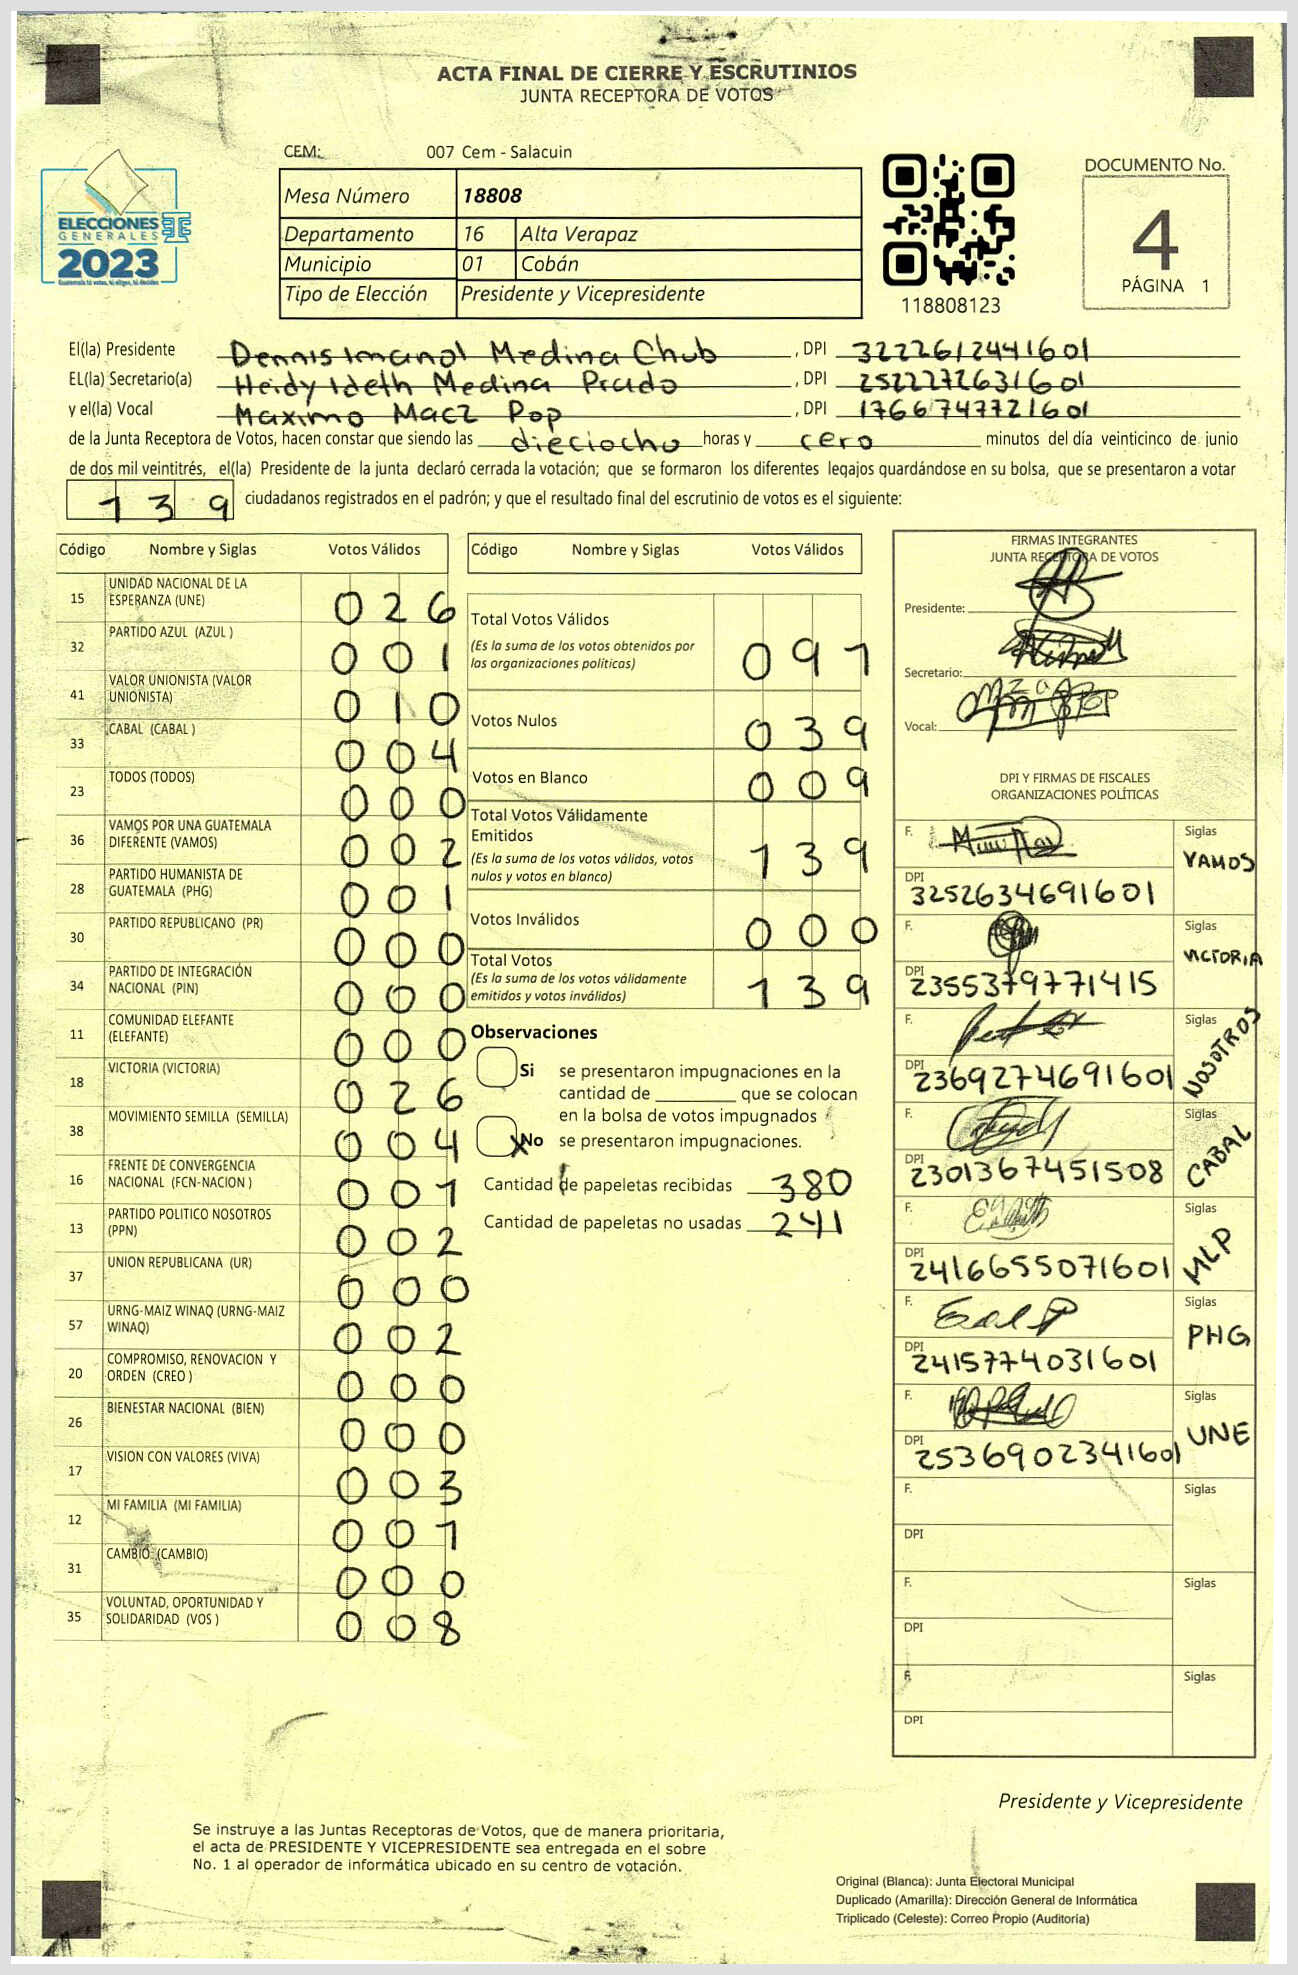 ACTA FINAL DE CIERRE Y ESCRUTINIOS
JUNTA RECEPTORA DE VOTOS
CEM: 007 Cem - Salacuin
Mesa Número 18808
Departamento 16 Alta Verapaz
Municipio 01 Cobán
Tipo de Elección Presidente y Vicepresidente
ELECCIONES
GENERALES
2023
Guatemala tú votas, tú eliges, tú decides
118808123
DOCUMENTO No.
4
PÁGINA 1
El(la) Presidente Dennis Imanol Medina Chub , DPI 3222612441601
EL(la) Secretario(a) Heidy Ideth Medina Prado , DPI 2522272631601
y el(la) Vocal Maximo Macz Pop , DPI 1766747721601
de la Junta Receptora de Votos, hacen constar que siendo las dieciocho horas y cero minutos del día veinticinco de junio
de dos mil veintitrés, el(la) Presidente de la junta declaró cerrada la votación; que se formaron los diferentes legajos quardándose en su bolsa, que se presentaron a votar
139 ciudadanos registrados en el padrón; y que el resultado final del escrutinio de votos es el siguiente:
Código Nombre y Siglas Votos Válidos
15 UNIDAD NACIONAL DE LA ESPERANZA (UNE) 026
32 PARTIDO AZUL (AZUL ) 001
41 VALOR UNIONISTA (VALOR UNIONISTA) 010
33 CABAL (CABAL ) 004
23 TODOS (TODOS) 000
36 VAMOS POR UNA GUATEMALA DIFERENTE (VAMOS) 002
28 PARTIDO HUMANISTA DE GUATEMALA (PHG) 001
30 PARTIDO REPUBLICANO (PR) 000
34 PARTIDO DE INTEGRACIÓN NACIONAL (PIN) 000
11 COMUNIDAD ELEFANTE (ELEFANTE) 000
18 VICTORIA (VICTORIA) 026
38 MOVIMIENTO SEMILLA (SEMILLA) 004
16 FRENTE DE CONVERGENCIA NACIONAL (FCN-NACION ) 001
13 PARTIDO POLITICO NOSOTROS (PPN) 002
37 UNION REPUBLICANA (UR) 000
57 URNG-MAIZ WINAQ (URNG-MAIZ WINAQ) 002
20 COMPROMISO, RENOVACION Y ORDEN (CREO ) 000
26 BIENESTAR NACIONAL (BIEN) 000
17 VISION CON VALORES (VIVA) 003
12 MI FAMILIA (MI FAMILIA) 001
31 CAMBIO (CAMBIO) 000
35 VOLUNTAD, OPORTUNIDAD Y SOLIDARIDAD (VOS ) 008
Código Nombre y Siglas Votos Válidos
Total Votos Válidos
(Es la suma de los votos obtenidos por
las organizaciones políticas) 091
Votos Nulos 039
Votos en Blanco 009
Total Votos Válidamente
Emitidos
(Es la suma de los votos válidos, votos
nulos y votos en blanco) 139
Votos Inválidos 000
Total Votos
(Es la suma de los votos válidamente
emitidos y votos inválidos) 139
Observaciones
Si se presentaron impugnaciones en la
cantidad de ________ que se colocan
en la bolsa de votos impugnados
X No se presentaron impugnaciones.
Cantidad de papeletas recibidas 380
Cantidad de papeletas no usadas 241
FIRMAS INTEGRANTES
JUNTA RECEPTORA DE VOTOS
Presidente:
Secretario:
Vocal:
DPI Y FIRMAS DE FISCALES
ORGANIZACIONES POLÍTICAS
F. Siglas VAMOS
DPI 3252634691601
F. Siglas VICTORIA
DPI 2355379771415
F. Siglas NOSOTROS
DPI 2369274691601
F. Siglas CABAL
DPI 2301367451508
F. Siglas MLP
DPI 2416655071601
F. Siglas PHG
DPI 2415774031601
F. Siglas UNE
DPI 2536902341601
F. Siglas
DPI
F. Siglas
DPI
F. Siglas
DPI
Presidente y Vicepresidente
Se instruye a las Juntas Receptoras de Votos, que de manera prioritaria,
el acta de PRESIDENTE Y VICEPRESIDENTE sea entregada en el sobre
No. 1 al operador de informática ubicado en su centro de votación.
Original (Blanca): Junta Electoral Municipal
Duplicado (Amarilla): Dirección General de Informática
Triplicado (Celeste): Correo Propio (Auditoría)